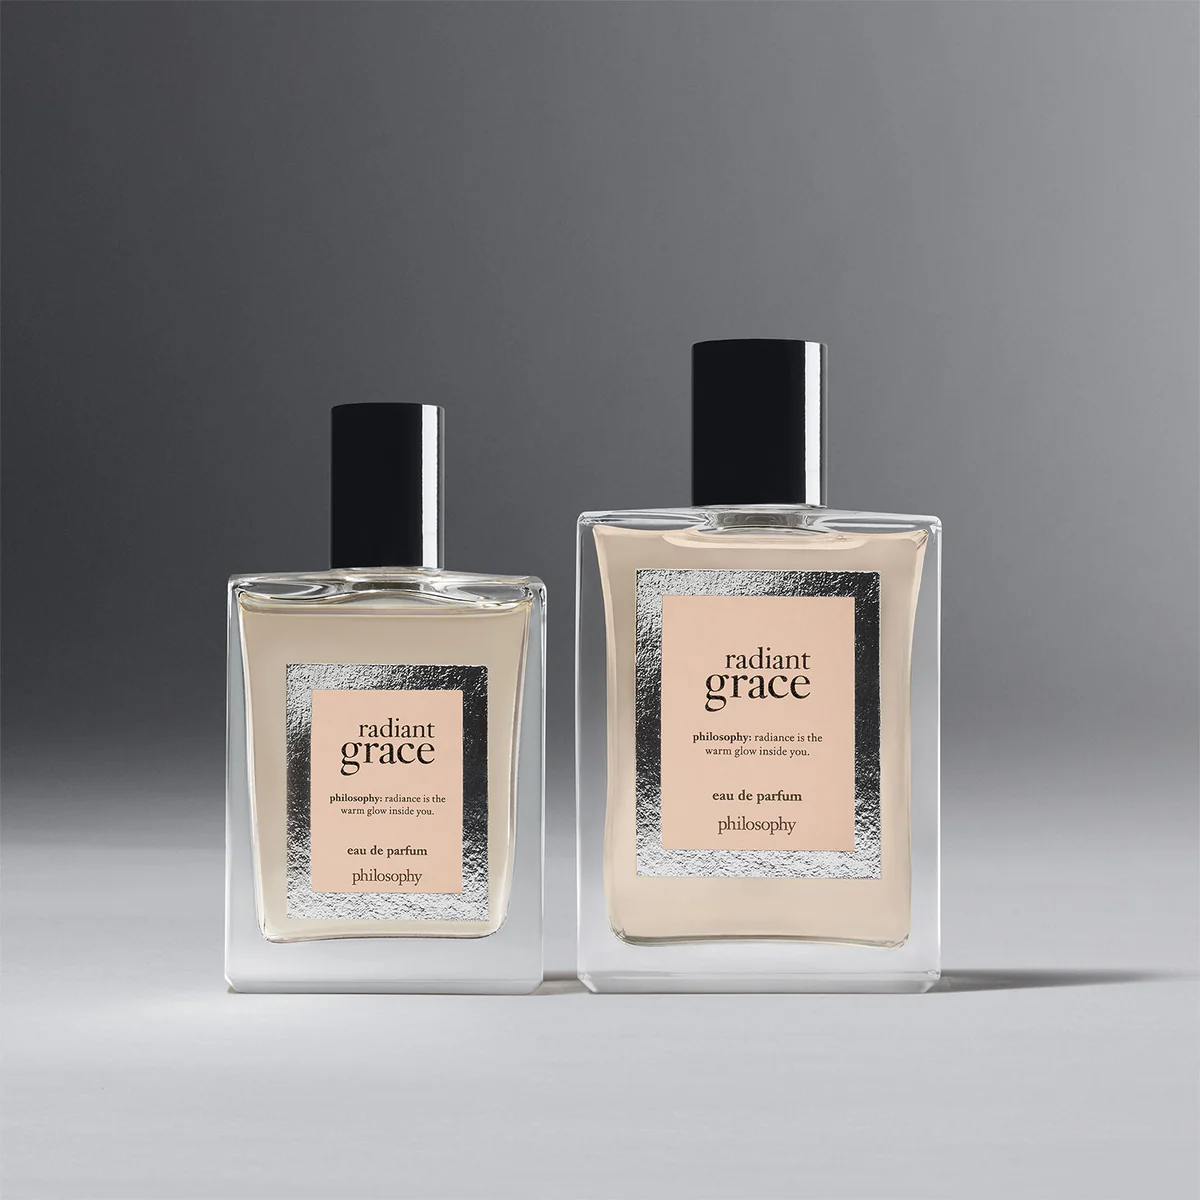 radiant
grace
philosophy: radiance is the
warm glow inside you.
eau de parfum
philosophy
radiant
grace
philosophy: radiance is the
warm glow inside you.
eau de parfum
philosophy